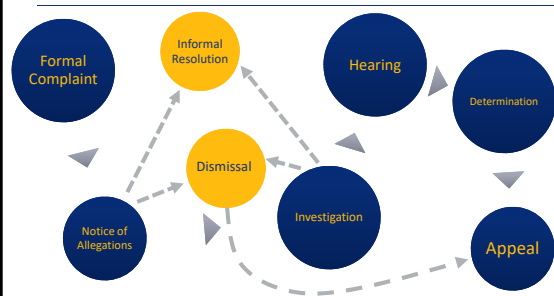 Formal
Complaint
Informal
Resolution
Hearing
Determination
Dismissal
Notice of
Allegations
Investigation
Appeal